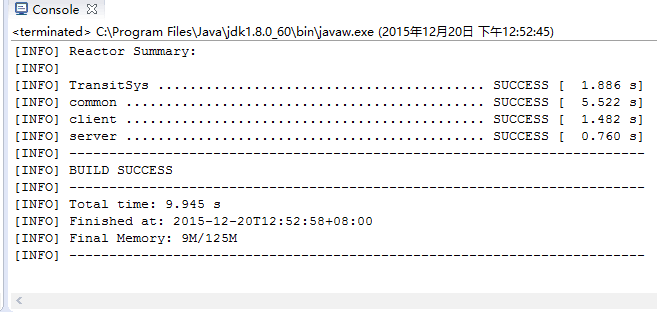 Console
<terminated> C:\Program Files\Java\jdk1.8.0_60\bin\javaw.exe (2015年12月20日 下午12:52:45)
[INFO] Reactor Summary:
[INFO]
[INFO] TransitSys ......................................... SUCCESS [  1.886 s]
[INFO] common ............................................. SUCCESS [  5.522 s]
[INFO] client ............................................. SUCCESS [  1.482 s]
[INFO] server ............................................. SUCCESS [  0.760 s]
[INFO] ------------------------------------------------------------------------
[INFO] BUILD SUCCESS
[INFO] ------------------------------------------------------------------------
[INFO] Total time: 9.945 s
[INFO] Finished at: 2015-12-20T12:52:58+08:00
[INFO] Final Memory: 9M/125M
[INFO] ------------------------------------------------------------------------